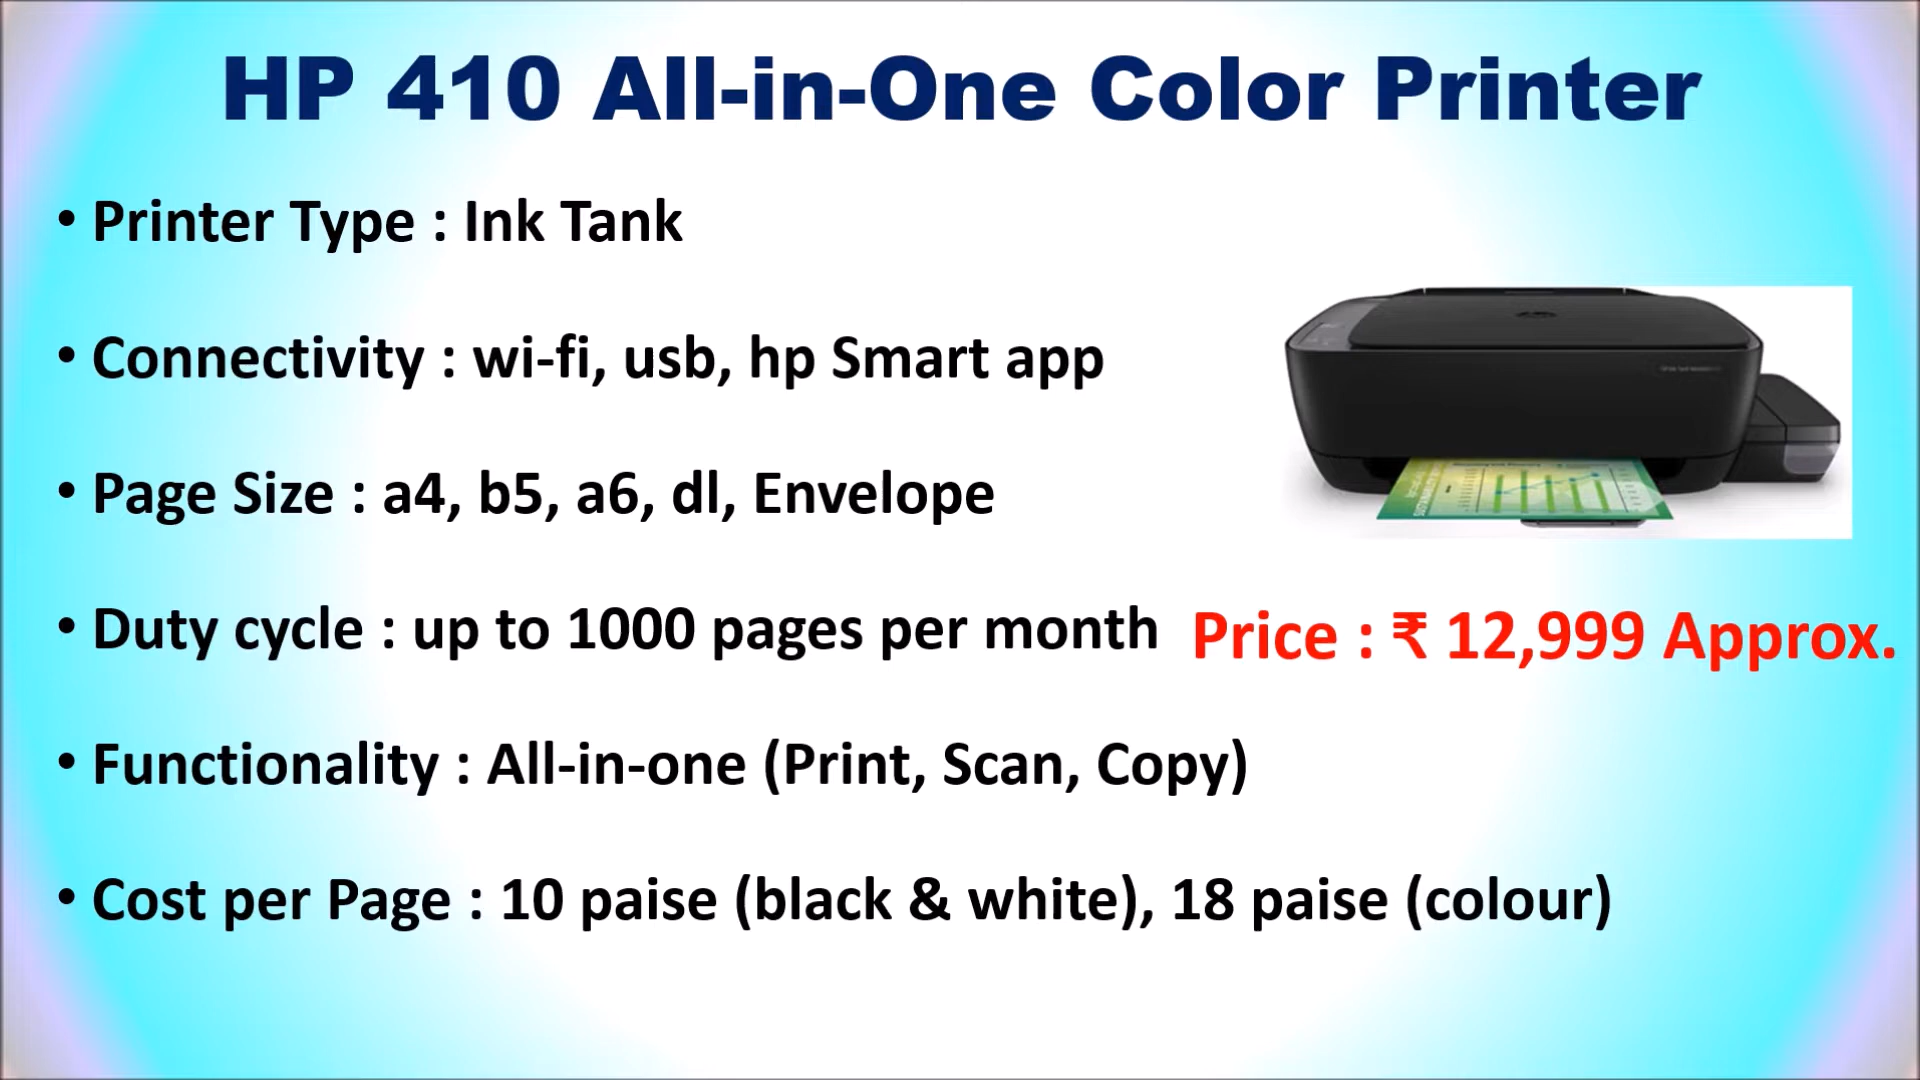 HP 410 All-in-One Color Printer
• Printer Type : Ink Tank
• Connectivity : wi-fi, usb, hp Smart app
• Page Size : a4, b5, a6, dl, Envelope
• Duty cycle : up to 1000 pages per month
Price : ₹ 12,999 Approx.
• Functionality : All-in-one (Print, Scan, Copy)
• Cost per Page : 10 paise (black & white), 18 paise (colour)